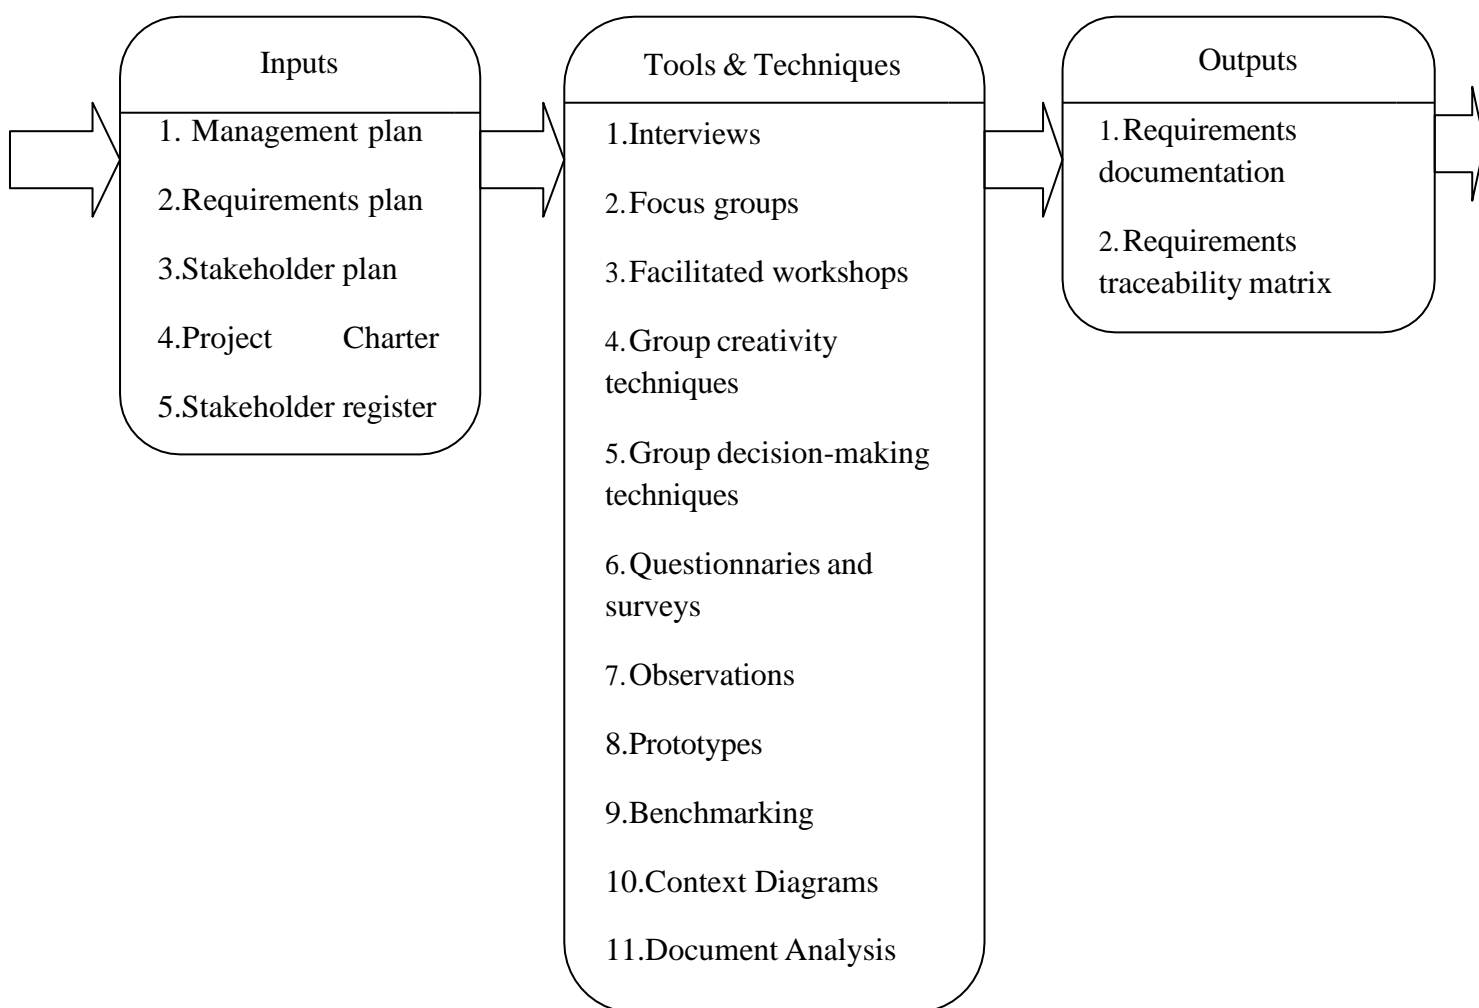 Inputs
1. Management plan
2.Requirements plan
3.Stakeholder plan
4.Project Charter
5.Stakeholder register
Tools & Techniques
1.Interviews
2.Focus groups
3.Facilitated workshops
4.Group creativity
techniques
5.Group decision-making
techniques
6.Questionnaries and
surveys
7.Observations
8.Prototypes
9.Benchmarking
10.Context Diagrams
11.Document Analysis
Outputs
1.Requirements
documentation
2.Requirements
traceability matrix